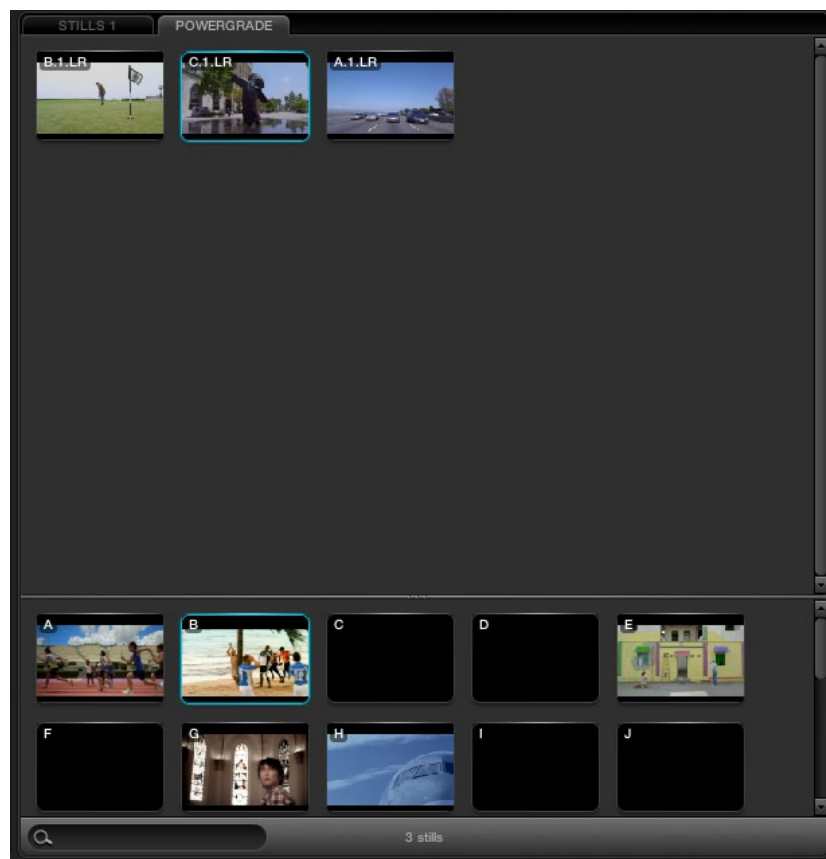 STILLS 1 POWERGRADE
B.1.LR C.1.LR A.1.LR
A B C D E
F G H I J
3 stills